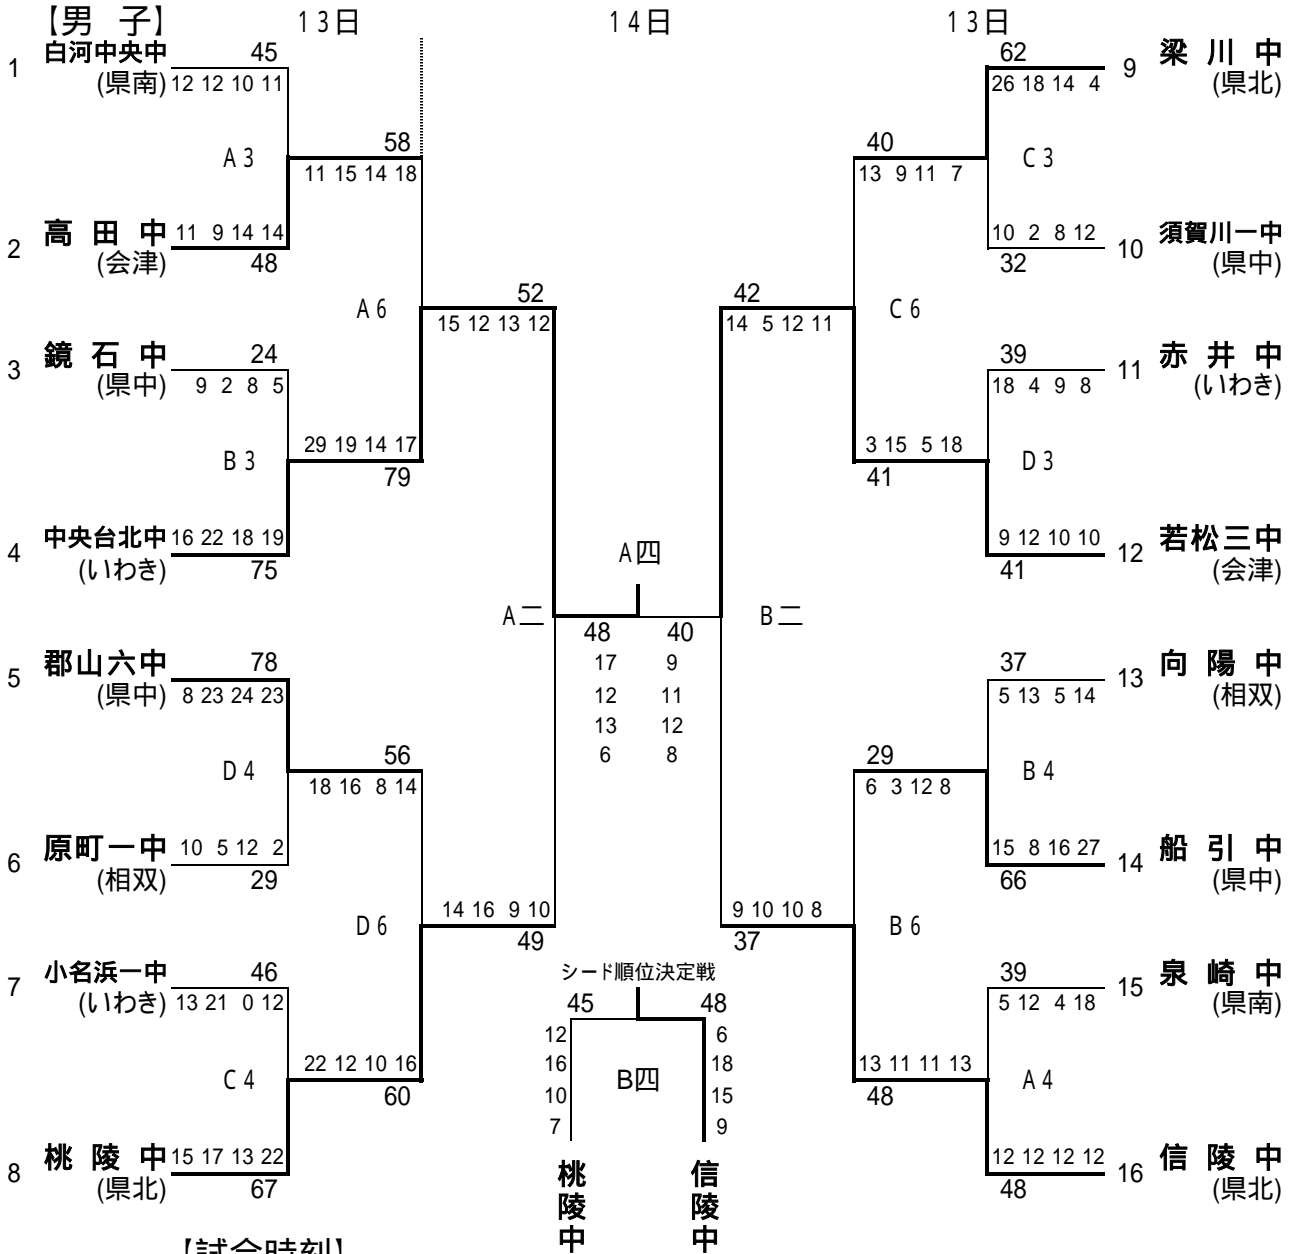 【男 子】
13日
14日
13日
1
白河中央中
(県南)
45
12 12 10 11
A3
58
11 15 14 18
2
高田中
(会津)
11 9 14 14
48
A6
52
15 12 13 12
3
鏡石中
(県中)
24
9 2 8 5
B3
29 19 14 17
79
4
中央台北中
(いわき)
16 22 18 19
75
A二
5
郡山六中
(県中)
78
8 23 24 23
D4
56
18 16 8 14
6
原町一中
(相双)
10 5 12 2
29
D6
14 16 9 10
49
7
小名浜一中
(いわき)
46
13 21 0 12
C4
22 12 10 16
60
8
桃陵中
(県北)
15 17 13 22
67
A四
48 40
17 9
12 11
13 12
6 8
シード順位決定戦
45 48
12 6
16 18
10 15
7 9
B四
桃陵中
信陵中
62
26 18 14 4
9
梁川中
(県北)
40
13 9 11 7
C3
10 2 8 12
32
10
須賀川一中
(県中)
42
14 5 12 11
C6
39
18 4 9 8
11
赤井中
(いわき)
3 15 5 18
41
D3
9 12 10 10
41
12
若松三中
(会津)
B二
37
5 13 5 14
13
向陽中
(相双)
29
6 3 12 8
B4
15 8 16 27
66
14
船引中
(県中)
9 10 10 8
37
B6
39
5 12 4 18
15
泉崎中
(県南)
13 11 11 13
48
A4
12 12 12 12
48
16
信陵中
(県北)
【試合時刻】